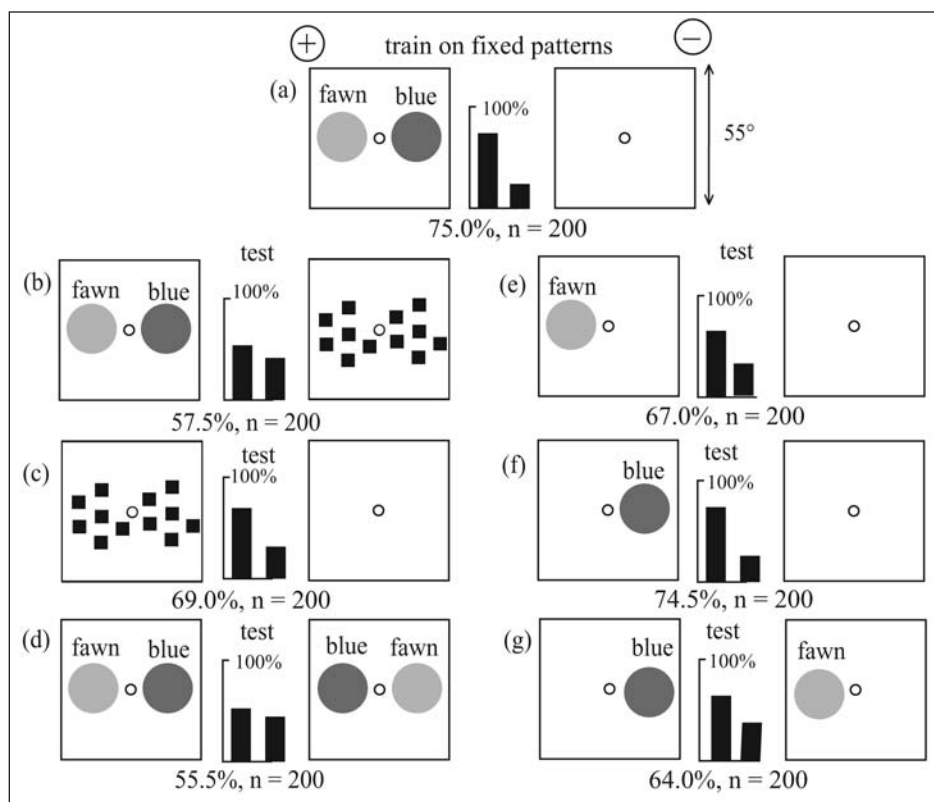 + train on fixed patterns −
(a) fawn blue 100% 55°
75.0%, n = 200
test
(b) fawn blue 100%
57.5%, n = 200
test
(c) 100%
69.0%, n = 200
test
(d) fawn blue 100% blue fawn
55.5%, n = 200
test
(e) fawn 100%
67.0%, n = 200
test
(f) blue 100%
74.5%, n = 200
test
(g) blue 100% fawn
64.0%, n = 200